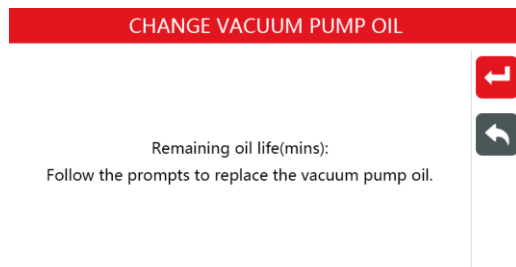 CHANGE VACUUM PUMP OIL
Remaining oil life(mins):
Follow the prompts to replace the vacuum pump oil.